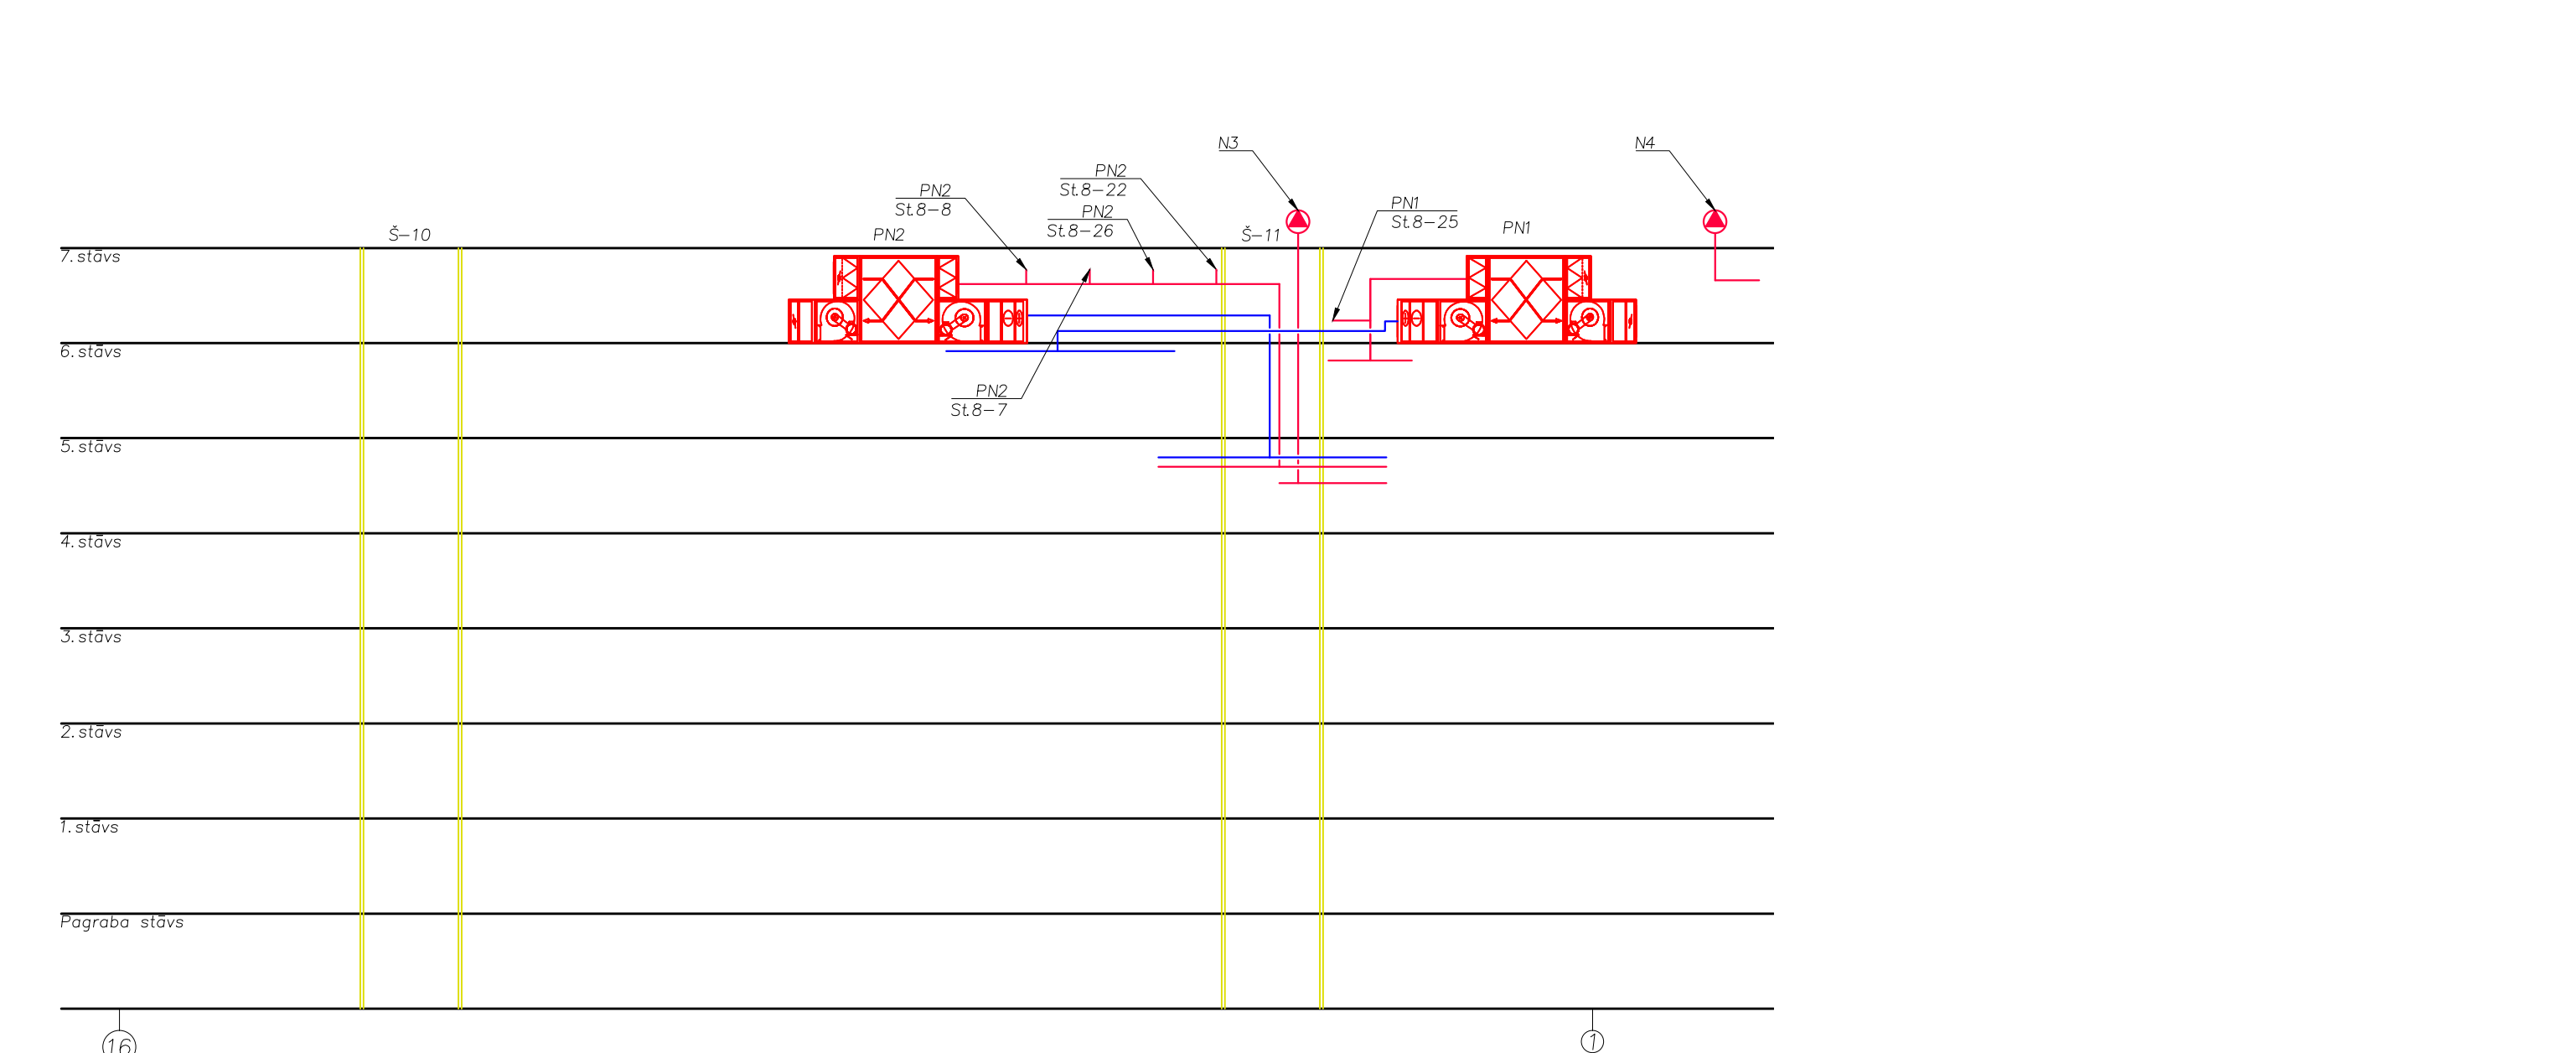 N3
N4
PN2
St.8-22
PN2
St.8-8
PN2
St.8-26
PN1
St.8-25
Š-10
PN2
Š-11
PN1
7.stāvs
6.stāvs
PN2
St.8-7
5.stāvs
4.stāvs
3.stāvs
2.stāvs
1.stāvs
Pagraba stāvs
16
1